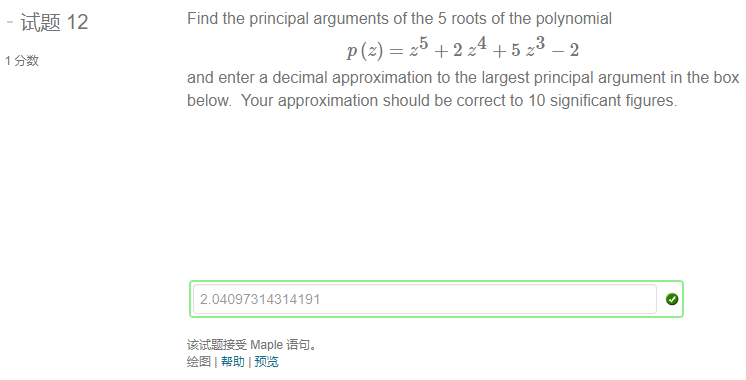 - 试题 12
1 分数
Find the principal arguments of the 5 roots of the polynomial
p (z) = z^5 + 2 z^4 + 5 z^3 − 2
and enter a decimal approximation to the largest principal argument in the box
below.  Your approximation should be correct to 10 significant figures.
2.04097314314191
该试题接受 Maple 语句。
绘图 | 帮助 | 预览